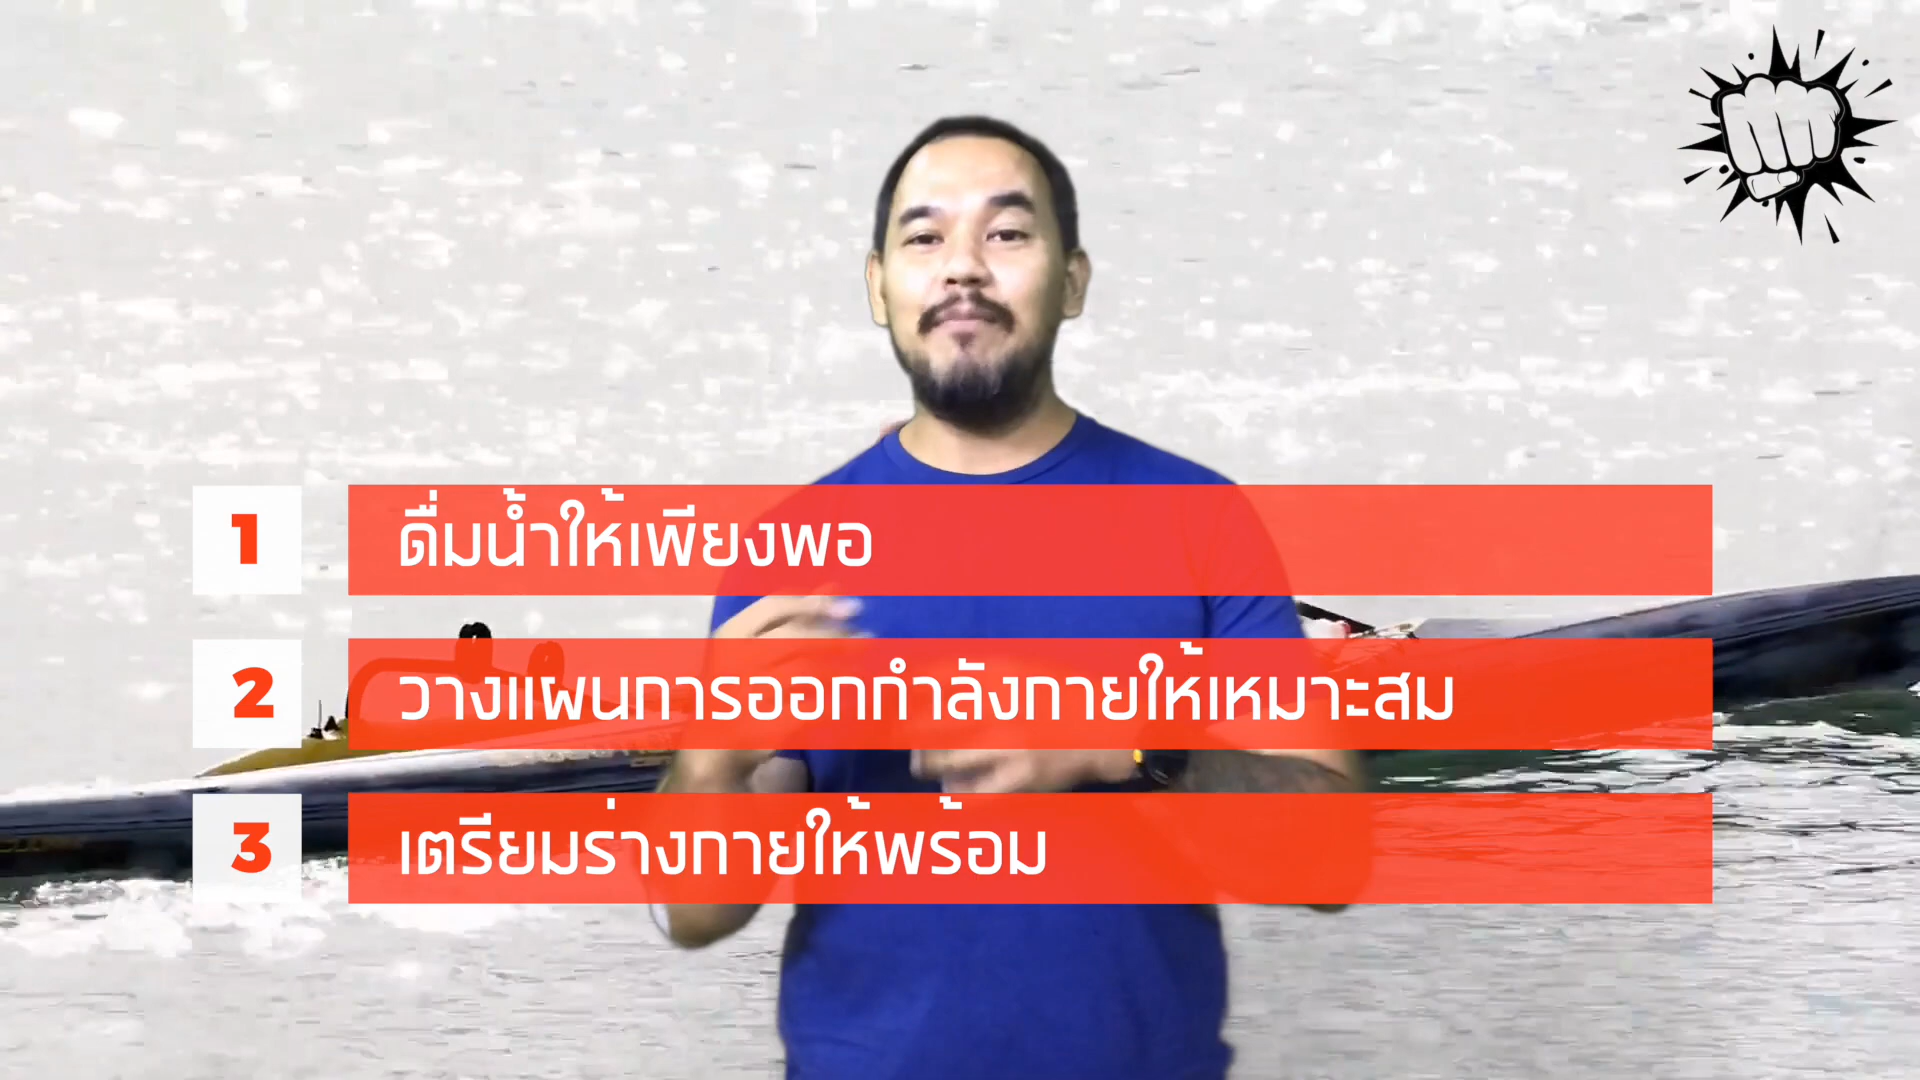 1 ดื่มน้ำให้เพียงพอ
2 วางแผนการออกกำลังกายให้เหมาะสม
3 เตรียมร่างกายให้พร้อม